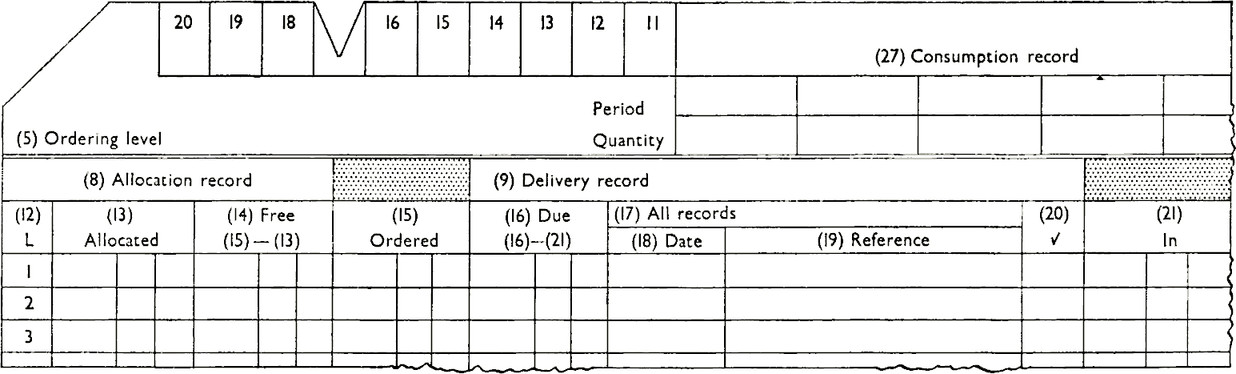 20 19 18 16 15 14 13 12 11
(27) Consumption record
Period
(5) Ordering level Quantity
(8) Allocation record (9) Delivery record
(12) (13) (14) Free (15) (16) Due (17) All records (20) (21)
L Allocated (15)—(13) Ordered (16)—(21) (18) Date (19) Reference ✓ In
1
2
3